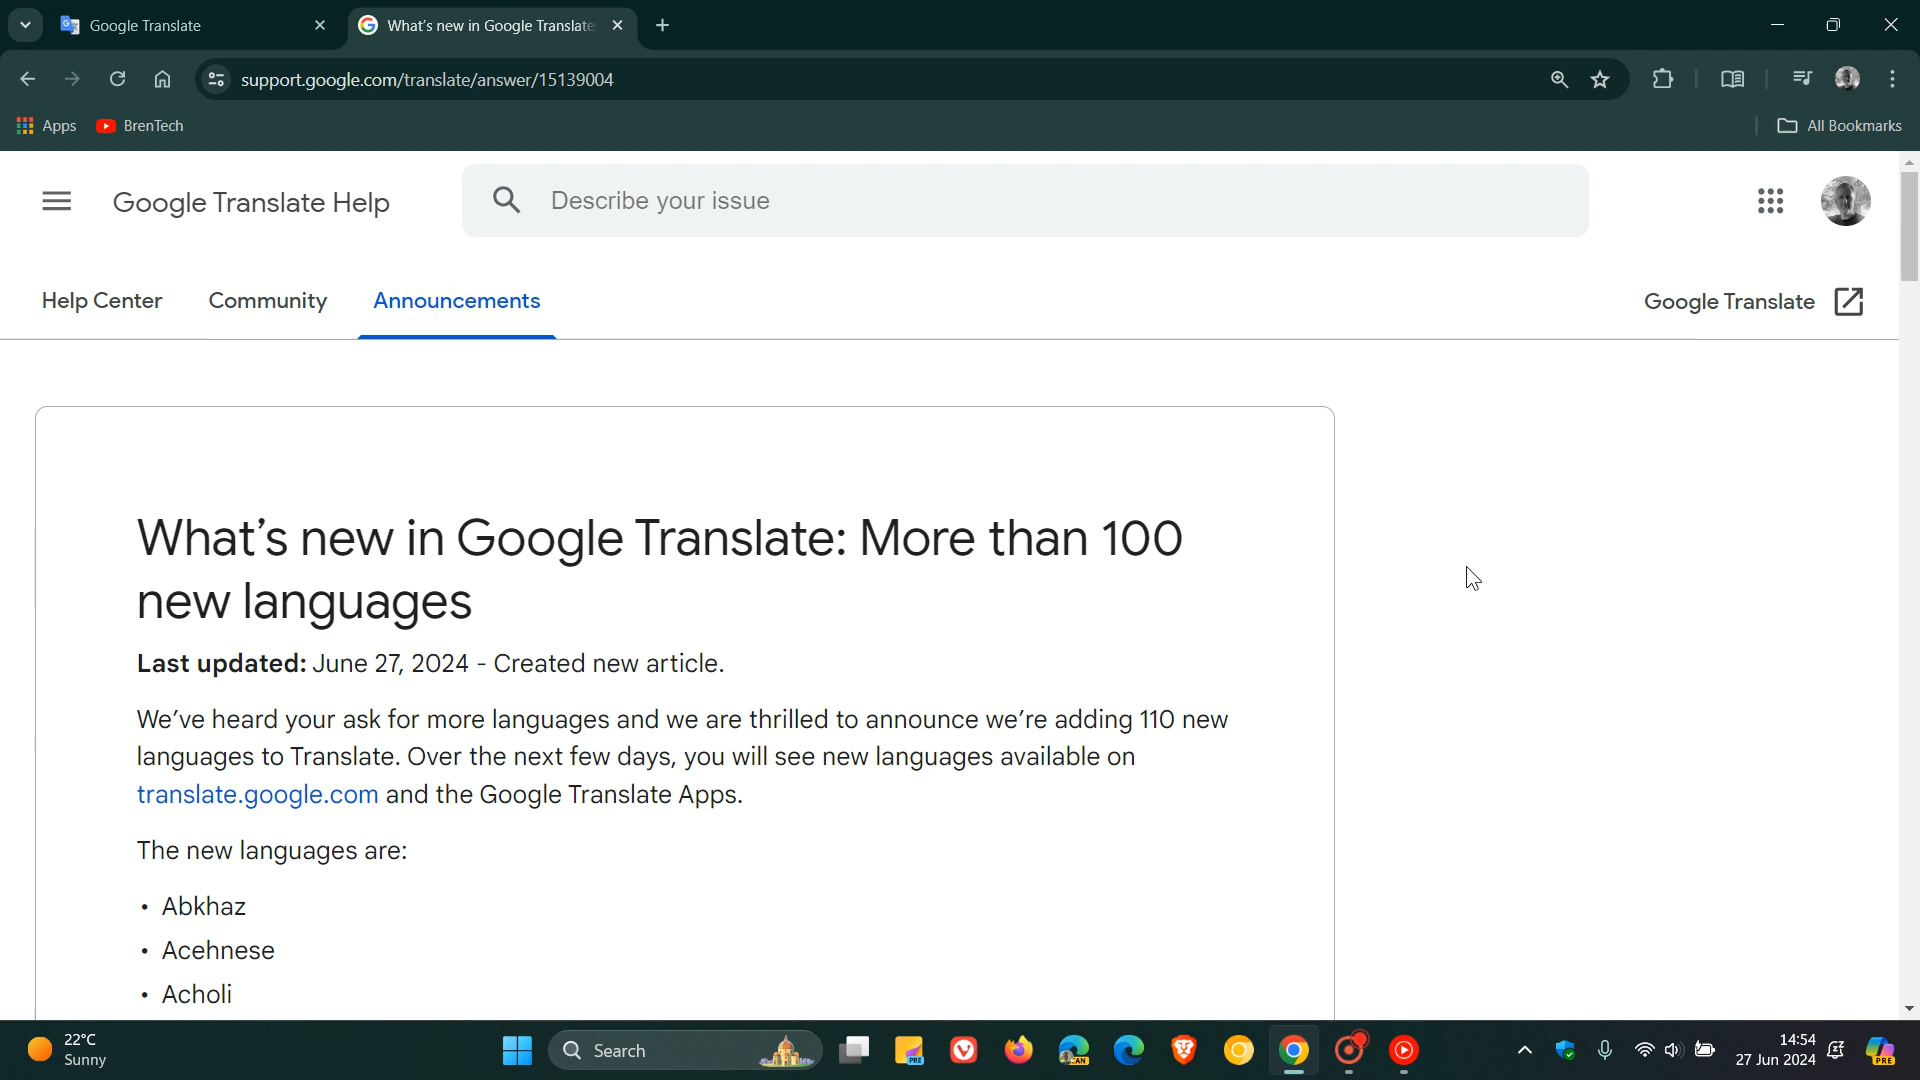 Google Translate
What's new in Google Translate
support.google.com/translate/answer/15139004
Apps
BrenTech
All Bookmarks
Google Translate Help
Describe your issue
Help Center
Community
Announcements
Google Translate
What's new in Google Translate: More than 100
new languages
Last updated: June 27, 2024 - Created new article.
We've heard your ask for more languages and we are thrilled to announce we're adding 110 new
languages to Translate. Over the next few days, you will see new languages available on
translate.google.com and the Google Translate Apps.
The new languages are:
• Abkhaz
• Acehnese
• Acholi
22°C
Sunny
Search
PRE
CAN
14:54
27 Jun 2024
PRE